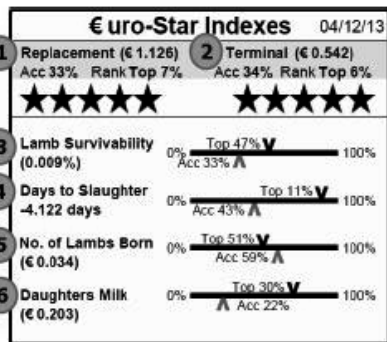 €uro-Star Indexes 04/12/13
1 Replacement (€ 1.126) 2 Terminal (€ 0.542)
Acc 33% Rank Top 7% Acc 34% Rank Top 6%
3 Lamb Survivability 0% Top 47% 100%
(0.009%) Acc 33%
4 Days to Slaughter 0% Top 11% 100%
-4.122 days Acc 43%
5 No. of Lambs Born 0% Top 51% 100%
(€ 0.034) Acc 59%
6 Daughters Milk 0% Top 30% 100%
(€ 0.203) Acc 22%